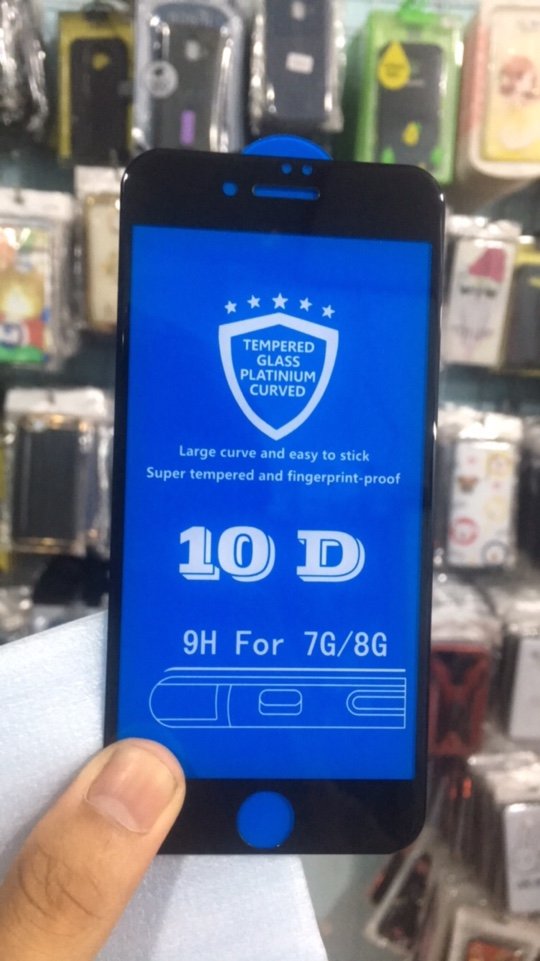 TEMPERED
GLASS
PLATINIUM
CURVED
Large curve and easy to stick
Super tempered and fingerprint-proof
10 D
9H For 7G/8G